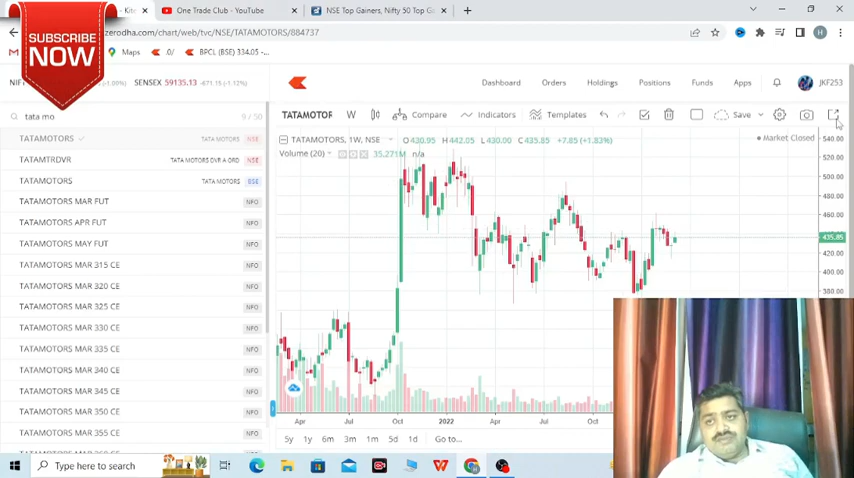 SUBSCRIBE
NOW
Kite
One Trade Club - YouTube
NSE Top Gainers, Nifty 50 Top Ga
zerodha.com/chart/web/tvc/NSE/TATAMOTORS/884737
Maps
.0/
BPCL (BSE) 334.05 -...
SENSEX 59135.13 -671.15 (-1.12%)
Dashboard
Orders
Holdings
Positions
Funds
Apps
JKF253
tata mo
9 / 50
TATAMOTOR
W
Compare
Indicators
Templates
Save
TATAMOTORS TATA MOTORS NSE
TATAMOTORS, 1W, NSE O430.95 H442.05 L430.00 C435.85 +7.85 (+1.83%)
Market Closed
Volume (20) 35.271M n/a
TATAMTRDVR TATA MOTORS DVR A ORD NSE
TATAMOTORS TATA MOTORS BSE
TATAMOTORS MAR FUT NFO
TATAMOTORS APR FUT NFO
TATAMOTORS MAY FUT NFO
TATAMOTORS MAR 315 CE NFO
TATAMOTORS MAR 320 CE NFO
TATAMOTORS MAR 325 CE NFO
TATAMOTORS MAR 330 CE NFO
TATAMOTORS MAR 335 CE NFO
TATAMOTORS MAR 340 CE NFO
TATAMOTORS MAR 345 CE NFO
TATAMOTORS MAR 350 CE NFO
TATAMOTORS MAR 355 CE NFO
540.00
520.00
500.00
480.00
460.00
435.85
420.00
400.00
380.00
Apr
Jul
Oct
2022
Apr
Jul
Oct
5y 1y 6m 3m 1m 5d 1d Go to...
Type here to search